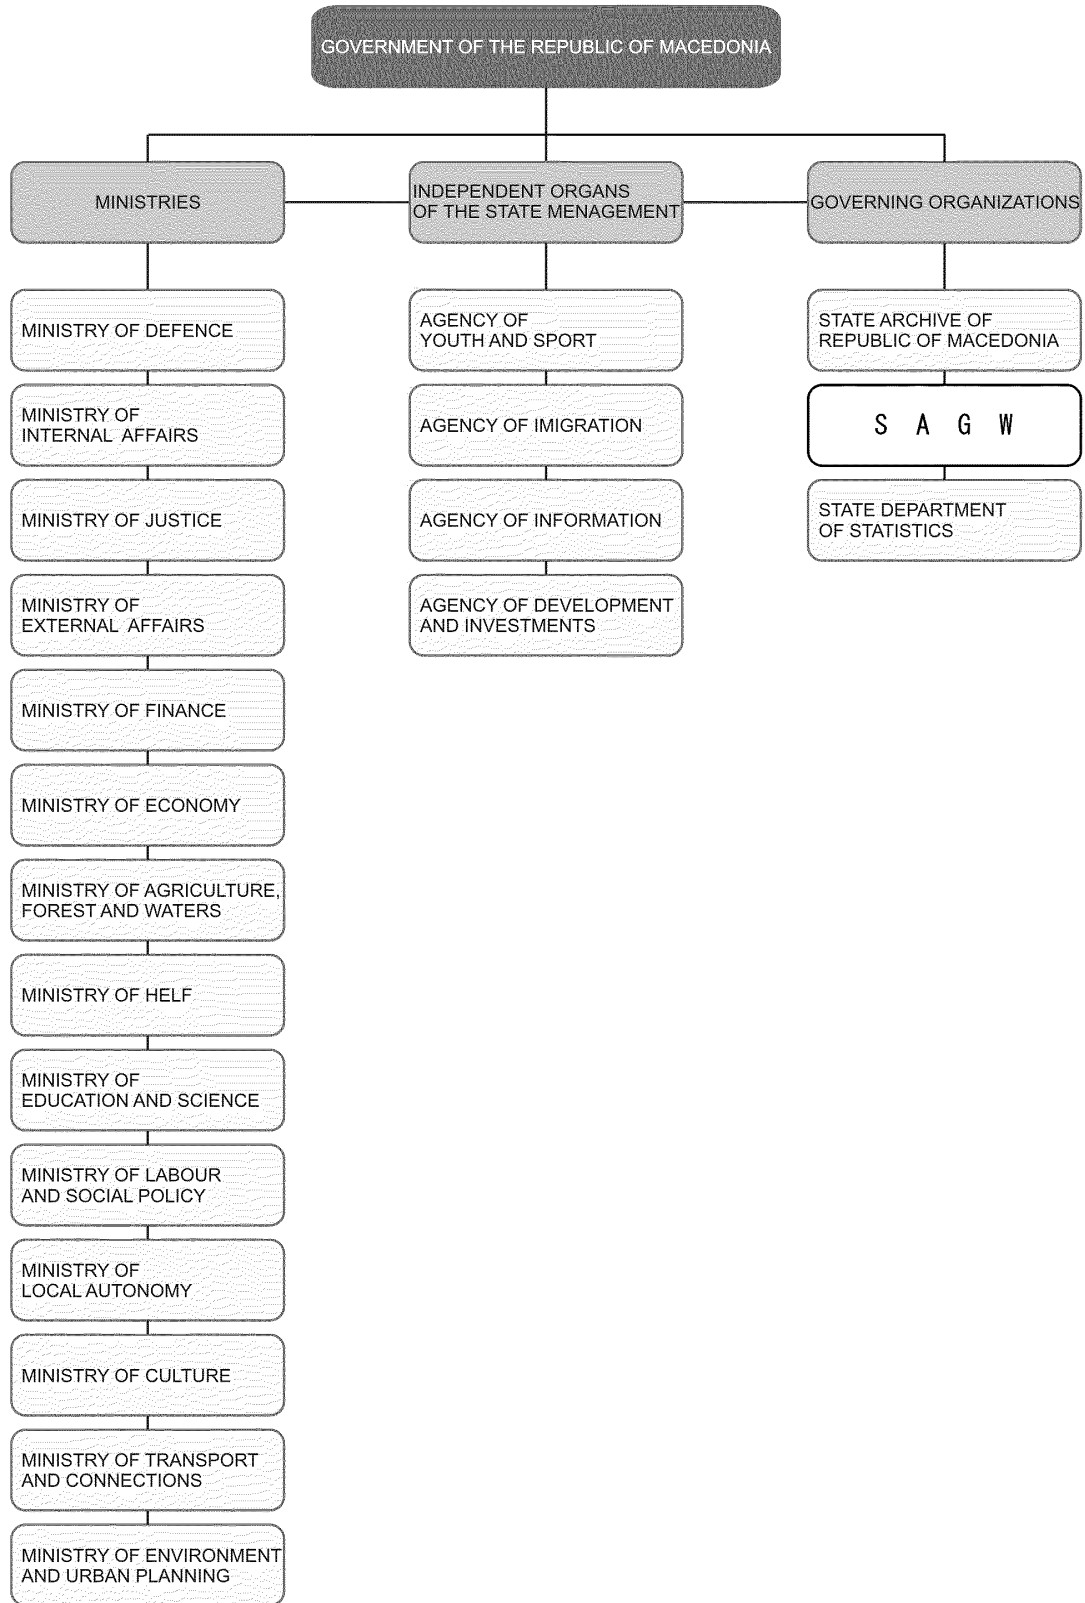 GOVERNMENT OF THE REPUBLIC OF MACEDONIA
MINISTRIES
INDEPENDENT ORGANS
OF THE STATE MENAGEMENT
GOVERNING ORGANIZATIONS
MINISTRY OF DEFENCE
MINISTRY OF
INTERNAL AFFAIRS
MINISTRY OF JUSTICE
MINISTRY OF
EXTERNAL AFFAIRS
MINISTRY OF FINANCE
MINISTRY OF ECONOMY
MINISTRY OF AGRICULTURE,
FOREST AND WATERS
MINISTRY OF HELF
MINISTRY OF
EDUCATION AND SCIENCE
MINISTRY OF LABOUR
AND SOCIAL POLICY
MINISTRY OF
LOCAL AUTONOMY
MINISTRY OF CULTURE
MINISTRY OF TRANSPORT
AND CONNECTIONS
MINISTRY OF ENVIRONMENT
AND URBAN PLANNING
AGENCY OF
YOUTH AND SPORT
AGENCY OF IMIGRATION
AGENCY OF INFORMATION
AGENCY OF DEVELOPMENT
AND INVESTMENTS
STATE ARCHIVE OF
REPUBLIC OF MACEDONIA
S A G W
STATE DEPARTMENT
OF STATISTICS